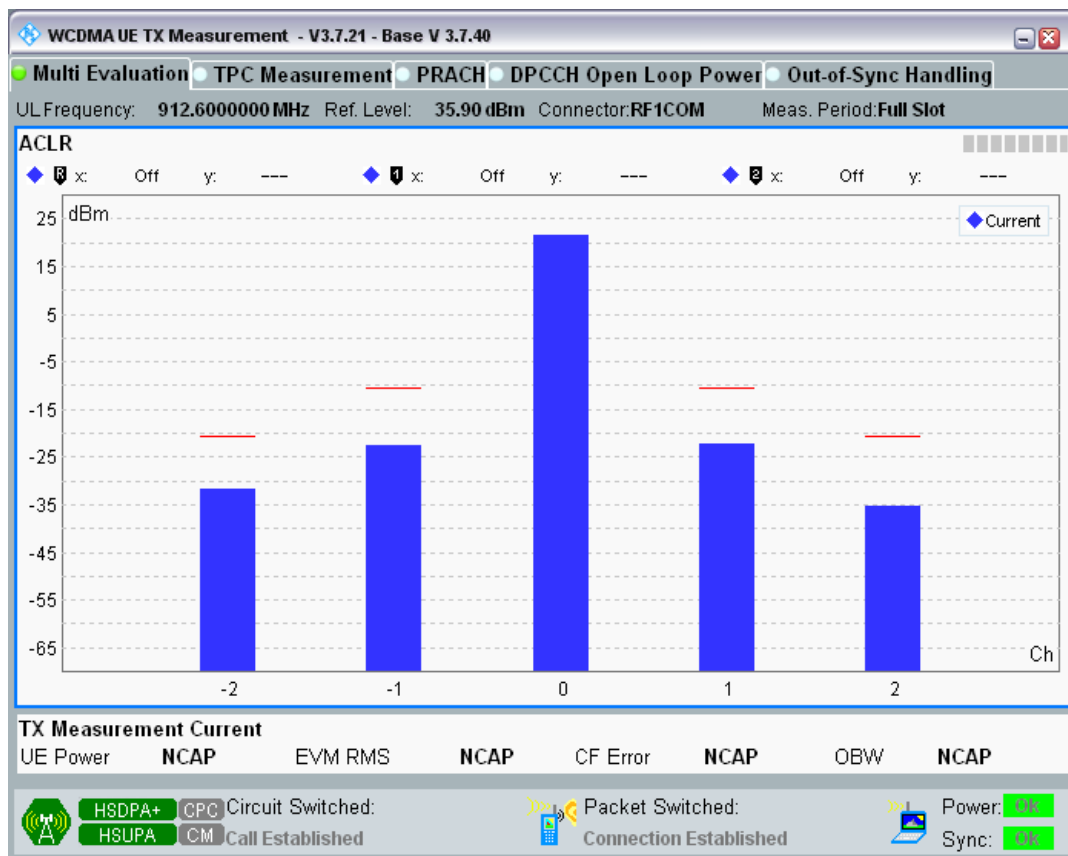 WCDMA UE TX Measurement - V3.7.21 - Base V 3.7.40
Multi Evaluation TPC Measurement PRACH DPCCH Open Loop Power Out-of-Sync Handling
UL Frequency: 912.6000000 MHz Ref. Level: 35.90 dBm Connector:RF1COM Meas. Period:Full Slot
ACLR
R x: Off y: --- 1 x: Off y: --- 2 x: Off y: ---
dBm
Current
25
15
5
-5
-15
-25
-35
-45
-55
-65
Ch
-2 -1 0 1 2
TX Measurement Current
UE Power NCAP EVM RMS NCAP CF Error NCAP OBW NCAP
HSDPA+ CPC Circuit Switched: Packet Switched: Power: OK
HSUPA CM Call Established Connection Established Sync: OK